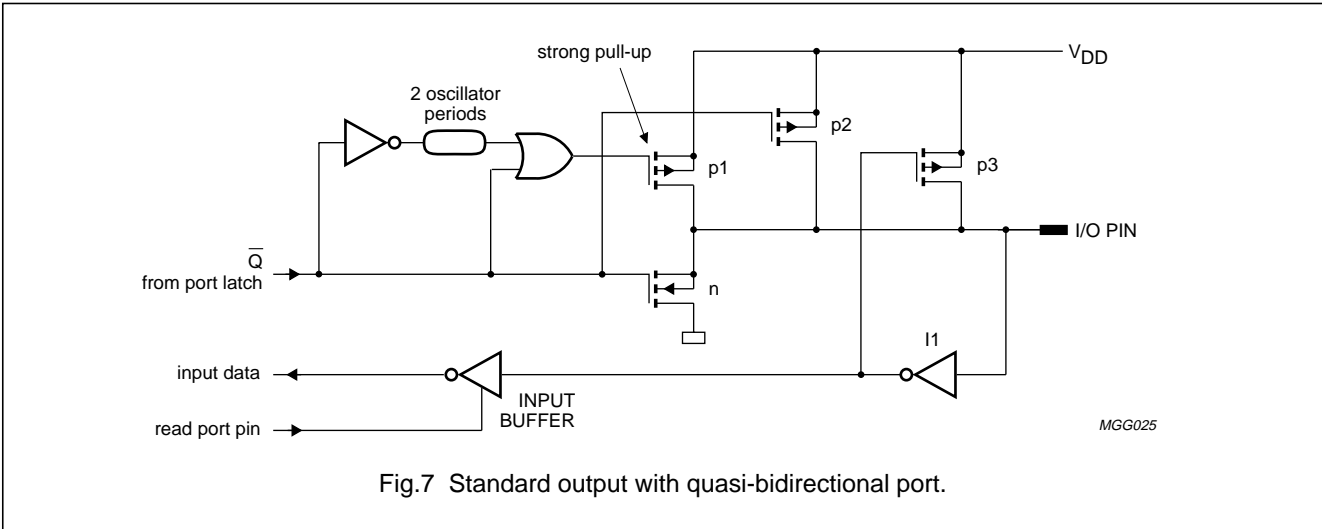 strong pull-up
VDD
2 oscillator
periods
p2
p1
p3
I/O PIN
Q
from port latch
n
I1
input data
INPUT
BUFFER
read port pin
MGG025
Fig.7 Standard output with quasi-bidirectional port.